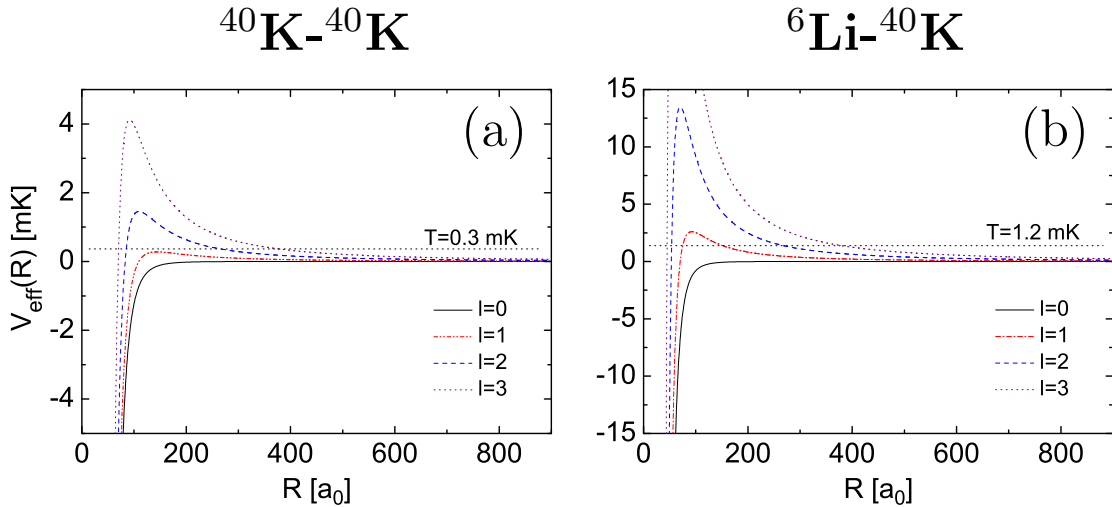 ⁴⁰K-⁴⁰K
⁶Li-⁴⁰K
(a)
4
2
0
-2
-4
V_eff(R) [mK]
T=0.3 mK
l=0
l=1
l=2
l=3
0 200 400 600 800
R [a₀]
(b)
15
10
5
0
-5
-10
-15
T=1.2 mK
l=0
l=1
l=2
l=3
0 200 400 600 800
R [a₀]